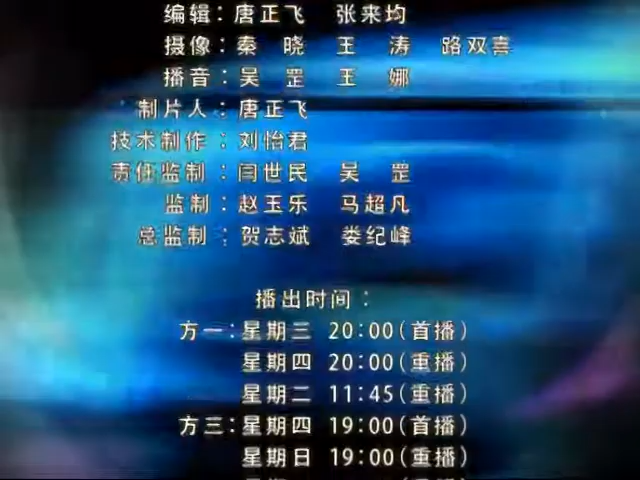 编辑：唐正飞 张来均
摄像：秦 晓 王 涛 路双喜
播音：吴 罡 王 娜
制片人：唐正飞
技术制作：刘怡君
责任监制：闫世民 吴 罡
监制：赵玉乐 马超凡
总监制：贺志斌 娄纪峰
播出时间：
方一:星期三 20:00(首播)
星期四 20:00(重播)
星期二 11:45(重播)
方三:星期四 19:00(首播)
星期日 19:00(重播)